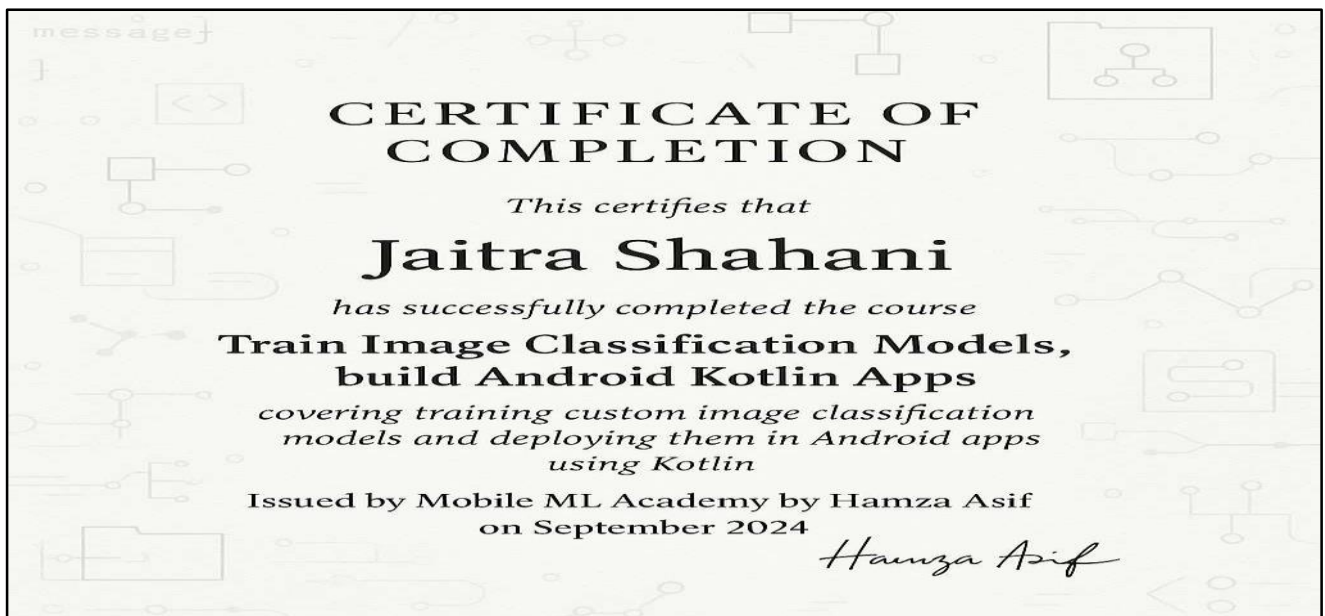 message}
}
< >
CERTIFICATE OF
COMPLETION
This certifies that
Jaitra Shahani
has successfully completed the course
Train Image Classification Models,
build Android Kotlin Apps
covering training custom image classification
models and deploying them in Android apps
using Kotlin
Issued by Mobile ML Academy by Hamza Asif
on September 2024
Hamza Asif